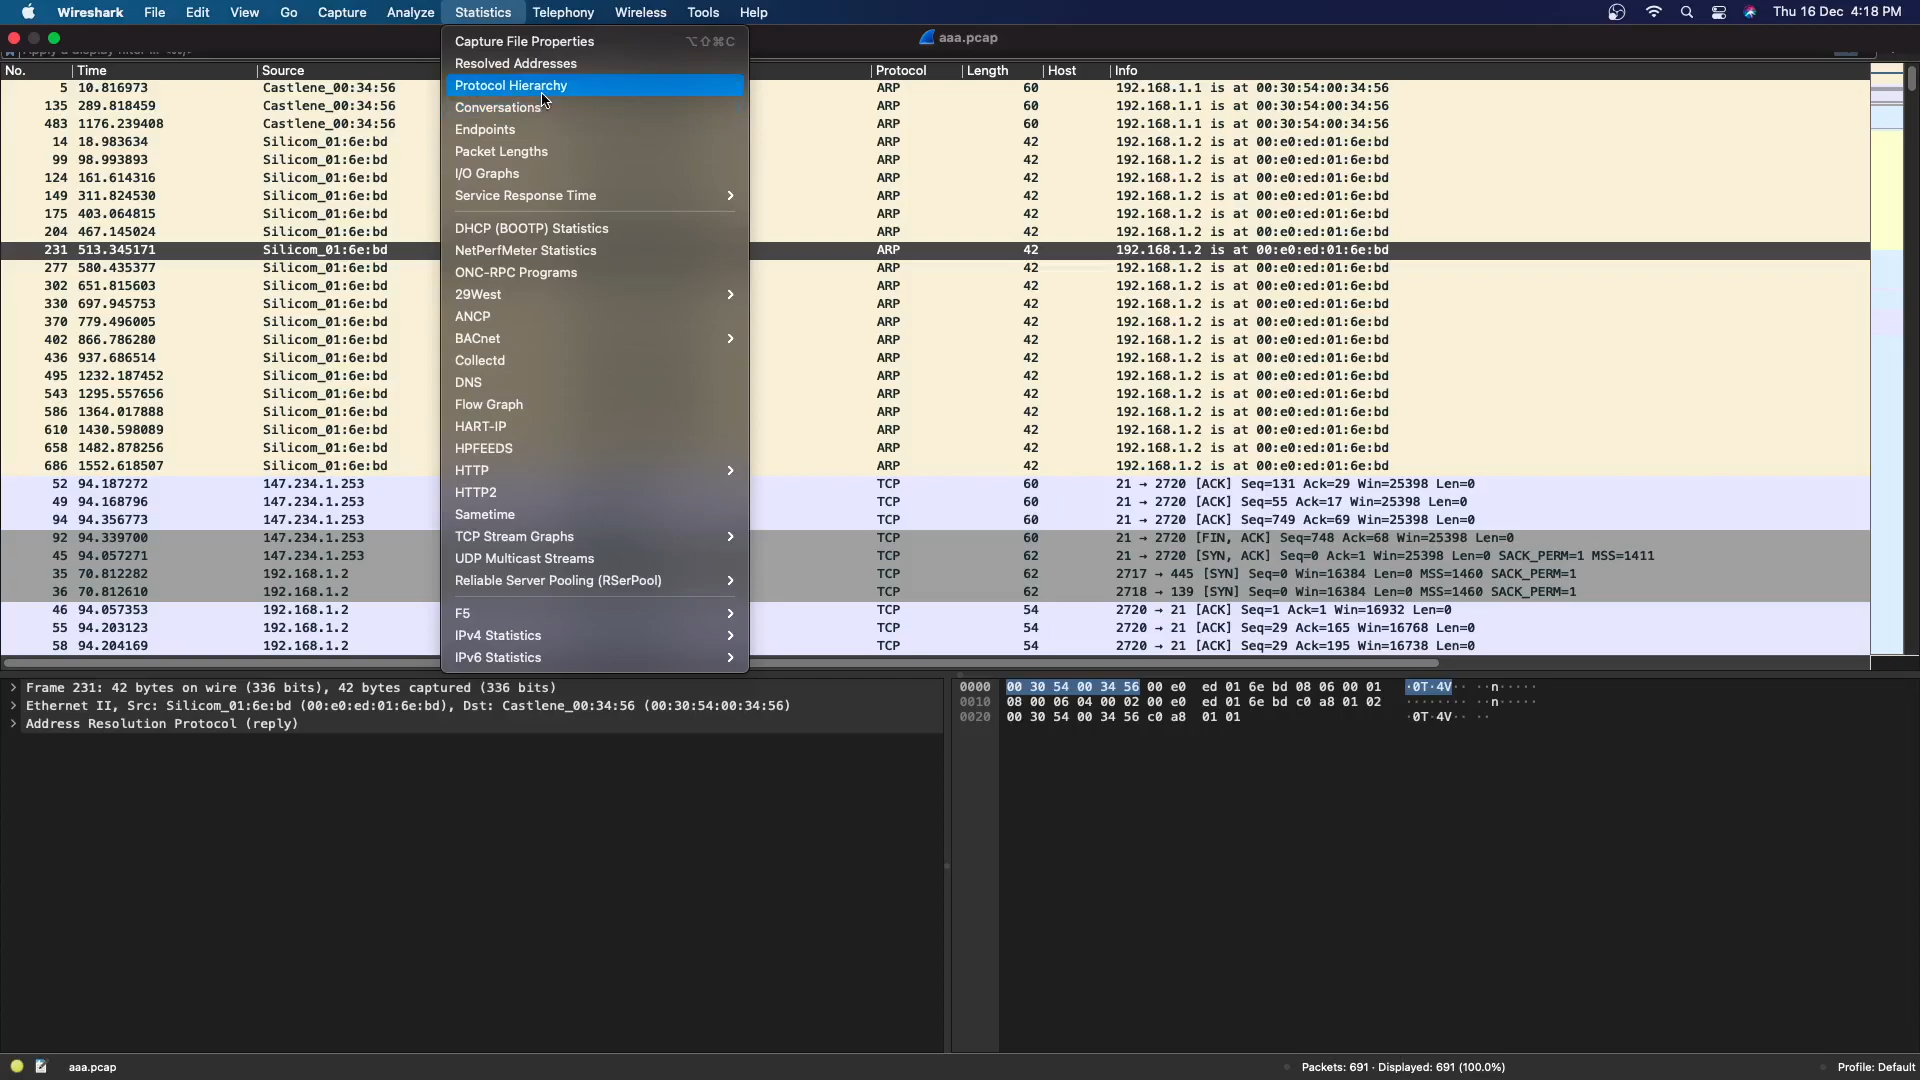 Wireshark File Edit View Go Capture Analyze Statistics Telephony Wireless Tools Help Thu 16 Dec 4:18 PM
aaa.pcap
No. Time Source Protocol Length Host Info
5 10.816973 Castlene_00:34:56 ARP 60 192.168.1.1 is at 00:30:54:00:34:56
135 289.818459 Castlene_00:34:56 ARP 60 192.168.1.1 is at 00:30:54:00:34:56
483 1176.239408 Castlene_00:34:56 ARP 60 192.168.1.1 is at 00:30:54:00:34:56
14 18.983634 Silicom_01:6e:bd ARP 42 192.168.1.2 is at 00:e0:ed:01:6e:bd
99 98.993893 Silicom_01:6e:bd ARP 42 192.168.1.2 is at 00:e0:ed:01:6e:bd
124 161.614316 Silicom_01:6e:bd ARP 42 192.168.1.2 is at 00:e0:ed:01:6e:bd
149 311.824530 Silicom_01:6e:bd ARP 42 192.168.1.2 is at 00:e0:ed:01:6e:bd
175 403.064815 Silicom_01:6e:bd ARP 42 192.168.1.2 is at 00:e0:ed:01:6e:bd
204 467.145024 Silicom_01:6e:bd ARP 42 192.168.1.2 is at 00:e0:ed:01:6e:bd
231 513.345171 Silicom_01:6e:bd ARP 42 192.168.1.2 is at 00:e0:ed:01:6e:bd
277 580.435377 Silicom_01:6e:bd ARP 42 192.168.1.2 is at 00:e0:ed:01:6e:bd
302 651.815603 Silicom_01:6e:bd ARP 42 192.168.1.2 is at 00:e0:ed:01:6e:bd
330 697.945753 Silicom_01:6e:bd ARP 42 192.168.1.2 is at 00:e0:ed:01:6e:bd
370 779.496005 Silicom_01:6e:bd ARP 42 192.168.1.2 is at 00:e0:ed:01:6e:bd
402 866.786280 Silicom_01:6e:bd ARP 42 192.168.1.2 is at 00:e0:ed:01:6e:bd
436 937.686514 Silicom_01:6e:bd ARP 42 192.168.1.2 is at 00:e0:ed:01:6e:bd
495 1232.187452 Silicom_01:6e:bd ARP 42 192.168.1.2 is at 00:e0:ed:01:6e:bd
543 1295.557656 Silicom_01:6e:bd ARP 42 192.168.1.2 is at 00:e0:ed:01:6e:bd
586 1364.017888 Silicom_01:6e:bd ARP 42 192.168.1.2 is at 00:e0:ed:01:6e:bd
610 1430.598089 Silicom_01:6e:bd ARP 42 192.168.1.2 is at 00:e0:ed:01:6e:bd
658 1482.878256 Silicom_01:6e:bd ARP 42 192.168.1.2 is at 00:e0:ed:01:6e:bd
686 1552.618507 Silicom_01:6e:bd ARP 42 192.168.1.2 is at 00:e0:ed:01:6e:bd
52 94.187272 147.234.1.253 TCP 60 21 → 2720 [ACK] Seq=131 Ack=29 Win=25398 Len=0
49 94.168796 147.234.1.253 TCP 60 21 → 2720 [ACK] Seq=55 Ack=17 Win=25398 Len=0
94 94.356773 147.234.1.253 TCP 60 21 → 2720 [ACK] Seq=749 Ack=69 Win=25398 Len=0
92 94.339700 147.234.1.253 TCP 60 21 → 2720 [FIN, ACK] Seq=748 Ack=68 Win=25398 Len=0
45 94.057271 147.234.1.253 TCP 62 21 → 2720 [SYN, ACK] Seq=0 Ack=1 Win=25398 Len=0 SACK_PERM=1 MSS=1411
35 70.812282 192.168.1.2 TCP 62 2717 → 445 [SYN] Seq=0 Win=16384 Len=0 MSS=1460 SACK_PERM=1
36 70.812610 192.168.1.2 TCP 62 2718 → 139 [SYN] Seq=0 Win=16384 Len=0 MSS=1460 SACK_PERM=1
46 94.057353 192.168.1.2 TCP 54 2720 → 21 [ACK] Seq=1 Ack=1 Win=16932 Len=0
55 94.203123 192.168.1.2 TCP 54 2720 → 21 [ACK] Seq=29 Ack=165 Win=16768 Len=0
58 94.204169 192.168.1.2 TCP 54 2720 → 21 [ACK] Seq=29 Ack=195 Win=16738 Len=0
Capture File Properties ⌥⇧⌘C
Resolved Addresses
Protocol Hierarchy
Conversations
Endpoints
Packet Lengths
I/O Graphs
Service Response Time
DHCP (BOOTP) Statistics
NetPerfMeter Statistics
ONC-RPC Programs
29West
ANCP
BACnet
Collectd
DNS
Flow Graph
HART-IP
HPFEEDS
HTTP
HTTP2
Sametime
TCP Stream Graphs
UDP Multicast Streams
Reliable Server Pooling (RSerPool)
F5
IPv4 Statistics
IPv6 Statistics
Frame 231: 42 bytes on wire (336 bits), 42 bytes captured (336 bits)
Ethernet II, Src: Silicom_01:6e:bd (00:e0:ed:01:6e:bd), Dst: Castlene_00:34:56 (00:30:54:00:34:56)
Address Resolution Protocol (reply)
0000 00 30 54 00 34 56 00 e0 ed 01 6e bd 08 06 00 01 ·0T·4V·· ··n·····
0010 08 00 06 04 00 02 00 e0 ed 01 6e bd c0 a8 01 02 ········ ··n·····
0020 00 30 54 00 34 56 c0 a8 01 01 ·0T·4V·· ··
aaa.pcap Packets: 691 · Displayed: 691 (100.0%) Profile: Default